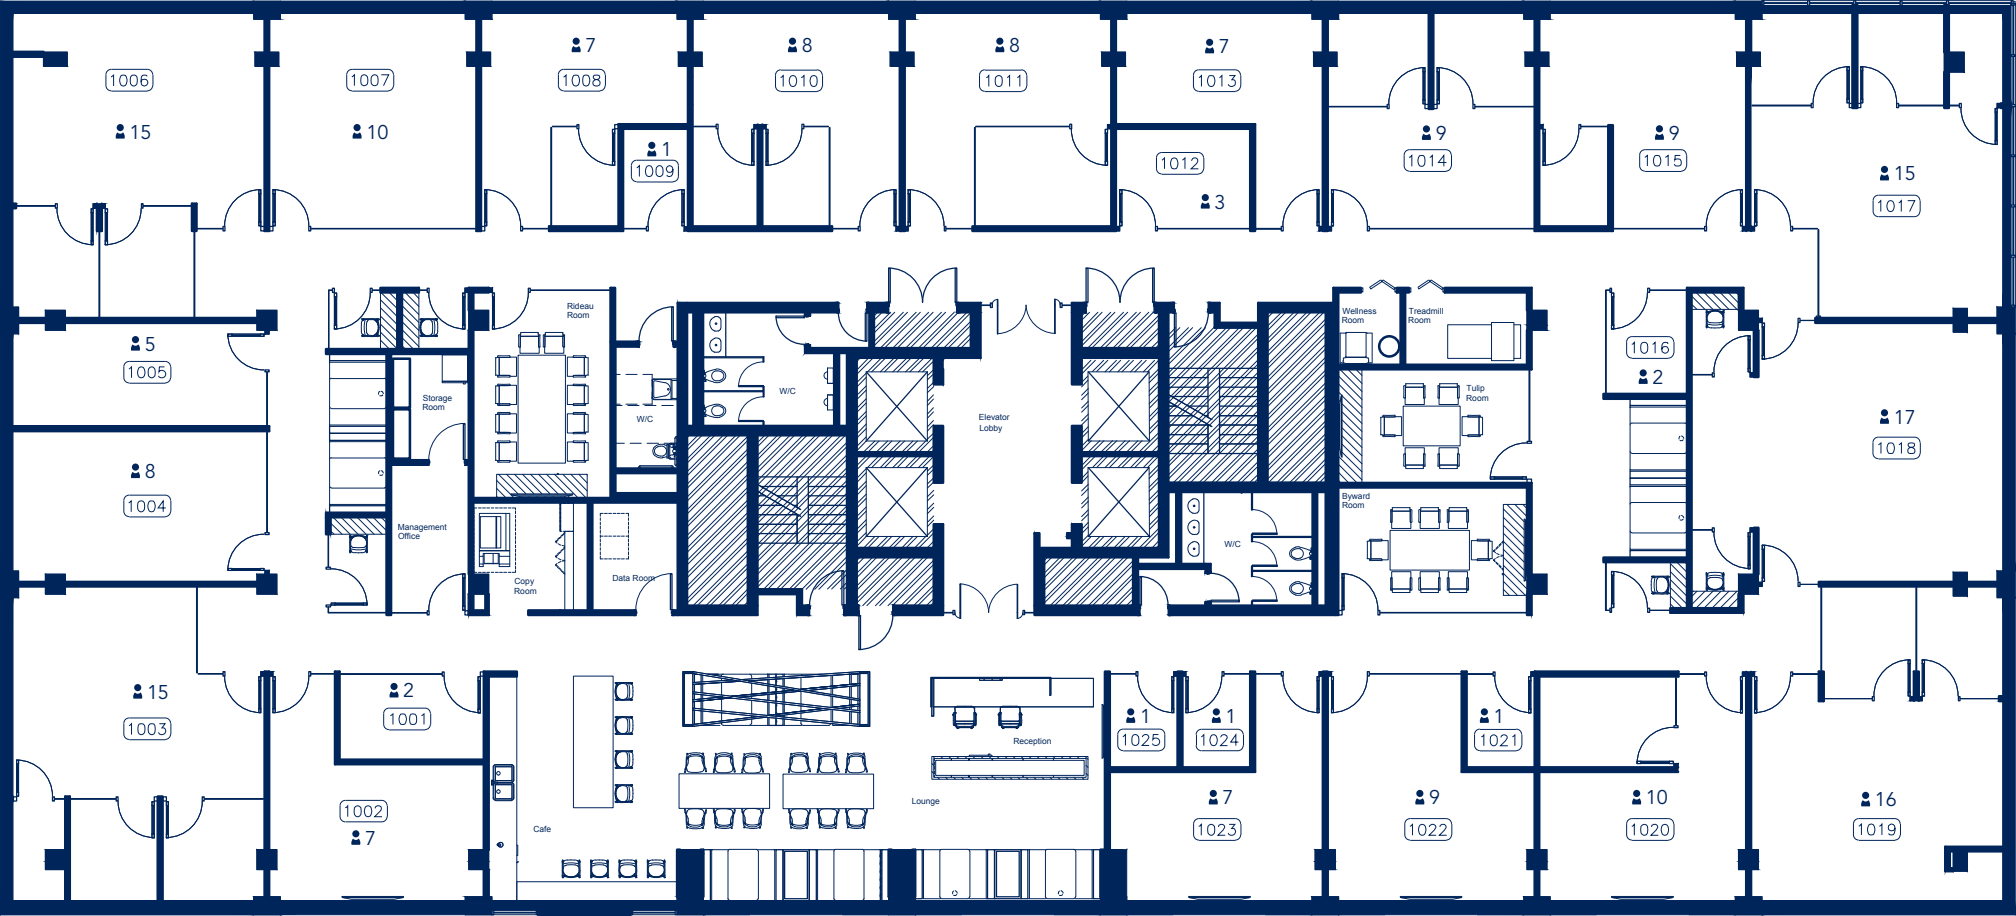 7
8
8
7
1006
1007
1008
1010
1011
1013
15
10
1
1009
1012
3
9
1014
9
1015
15
1017
Rideau
Room
Wellness
Room
Treadmill
Room
5
1005
1016
2
Storage
Room
W/C
W/C
Elevator
Lobby
Tulip
Room
17
1018
8
1004
Management
Office
Byward
Room
W/C
Copy
Room
Data Room
15
1003
2
1001
1
1025
1
1024
1
1021
Reception
7
9
10
16
Lounge
1002
7
Cafe
1023
1022
1020
1019